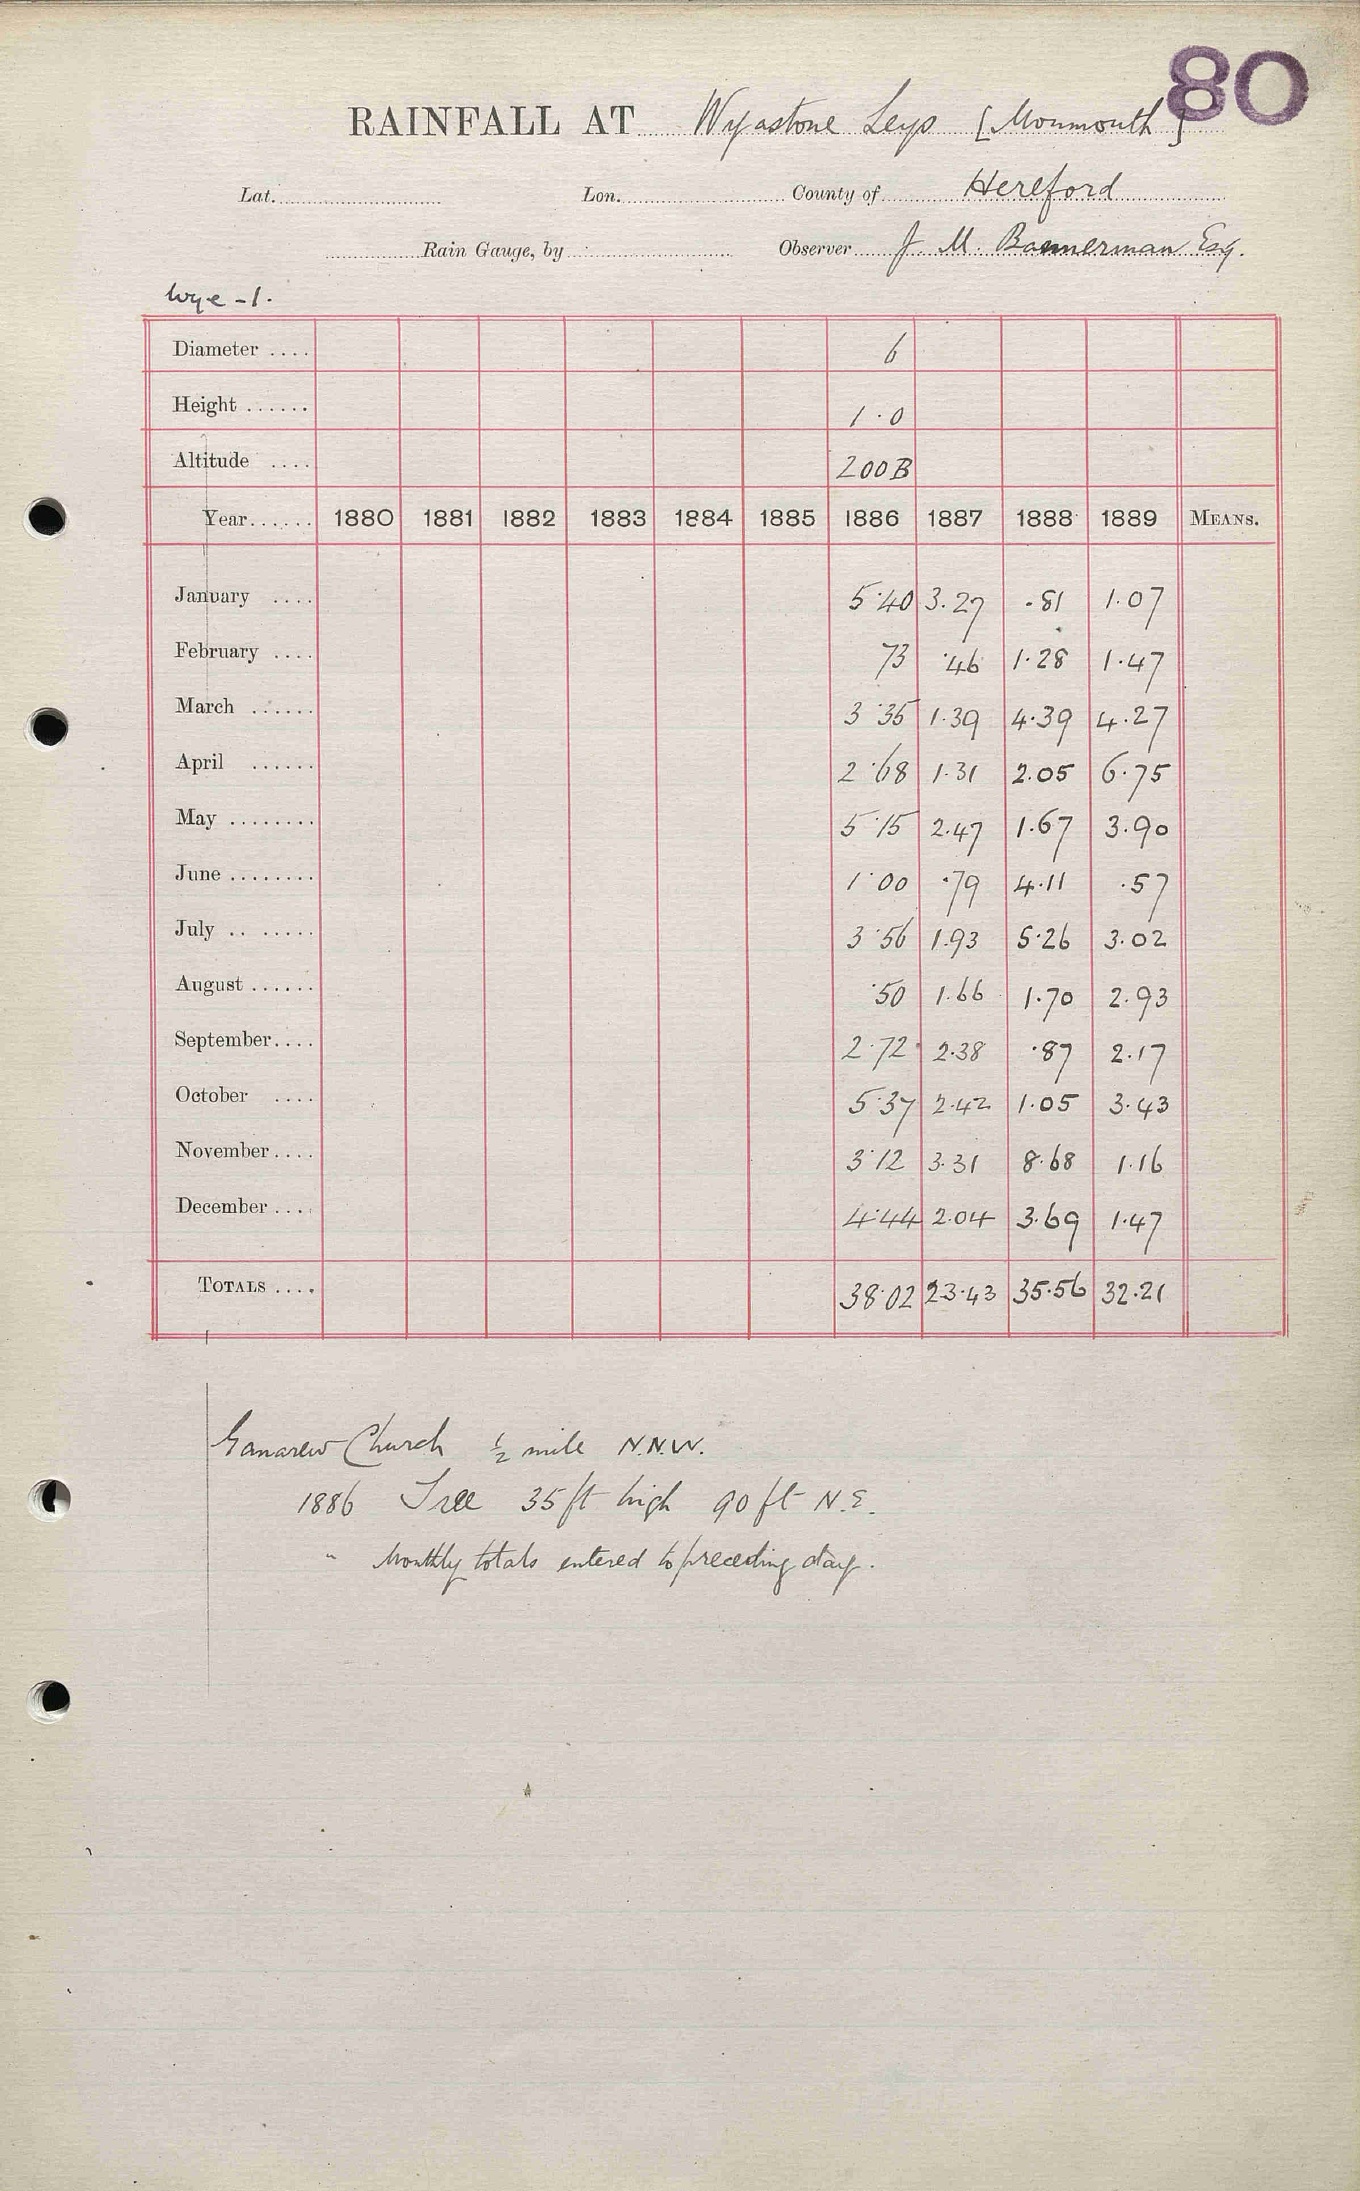 80
RAINFALL AT Wyastone Leys [Monmouth]
Lat. Lon. County of Hereford
Rain Gauge, by Observer J. M. Bannerman Esq.
Wye - 1.
Diameter .... 6
Height ...... 1.0
Altitude .... 200B
Year...... 1880 1881 1882 1883 1884 1885 1886 1887 1888 1889 MEANS.
January .... 5.40 3.27 .81 1.07
February .... 73 .46 1.28 1.47
March ...... 3.35 1.39 4.39 4.27
April ...... 2.68 1.31 2.05 6.75
May ........ 5.15 2.47 1.67 3.90
June ........ 1.00 .79 4.11 .57
July .. ..... 3.56 1.93 5.26 3.02
August ...... .50 1.66 1.70 2.93
September.... 2.72 2.38 .87 2.17
October .... 5.37 2.42 1.05 3.43
November.... 3.12 3.31 8.68 1.16
December .... 4.44 2.04 3.69 1.47
TOTALS .... 38.02 23.43 35.56 32.21
Ganarew Church ½ mile N.N.W.
1886 Tree 35 ft high 90 ft N.E.
" Monthly totals entered to preceding day.